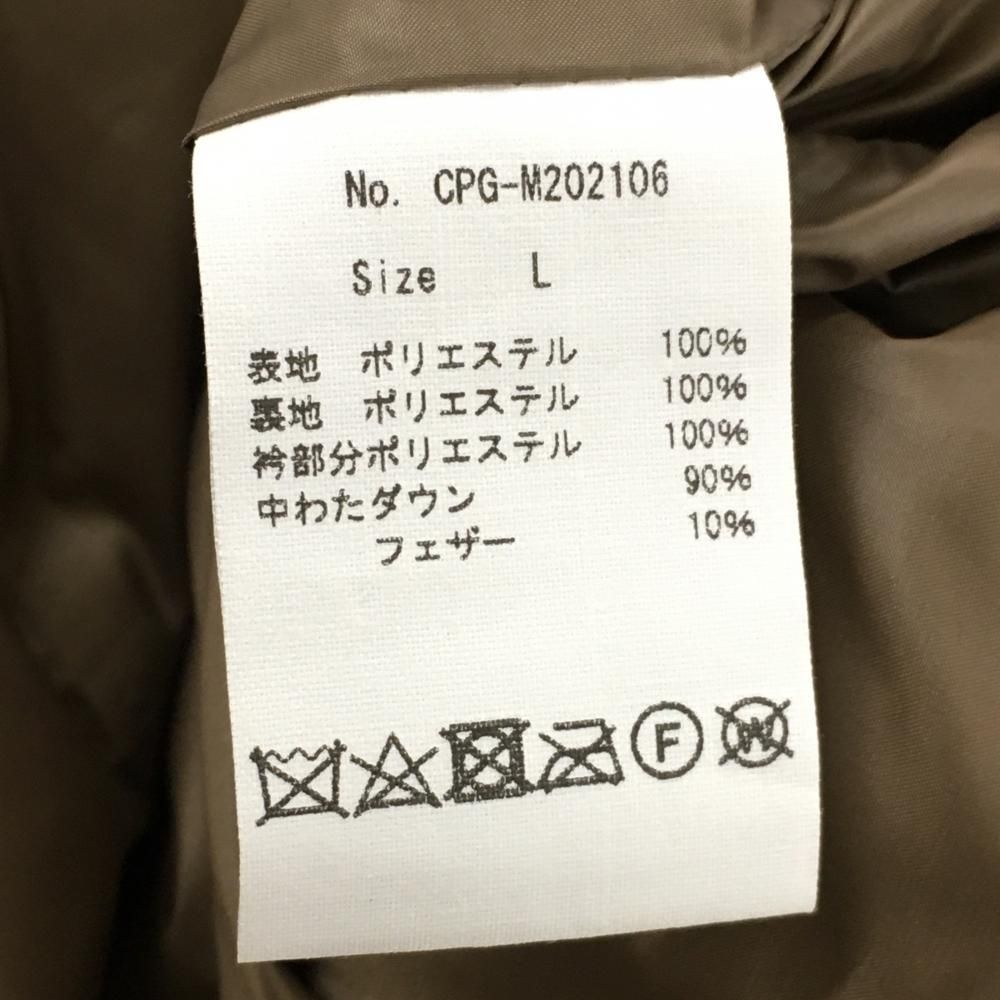 No. CPG-M202106
Size L
表地 ポリエステル 100%
裏地 ポリエステル 100%
衿部分ポリエステル 100%
中わたダウン 90%
フェザー 10%
F W